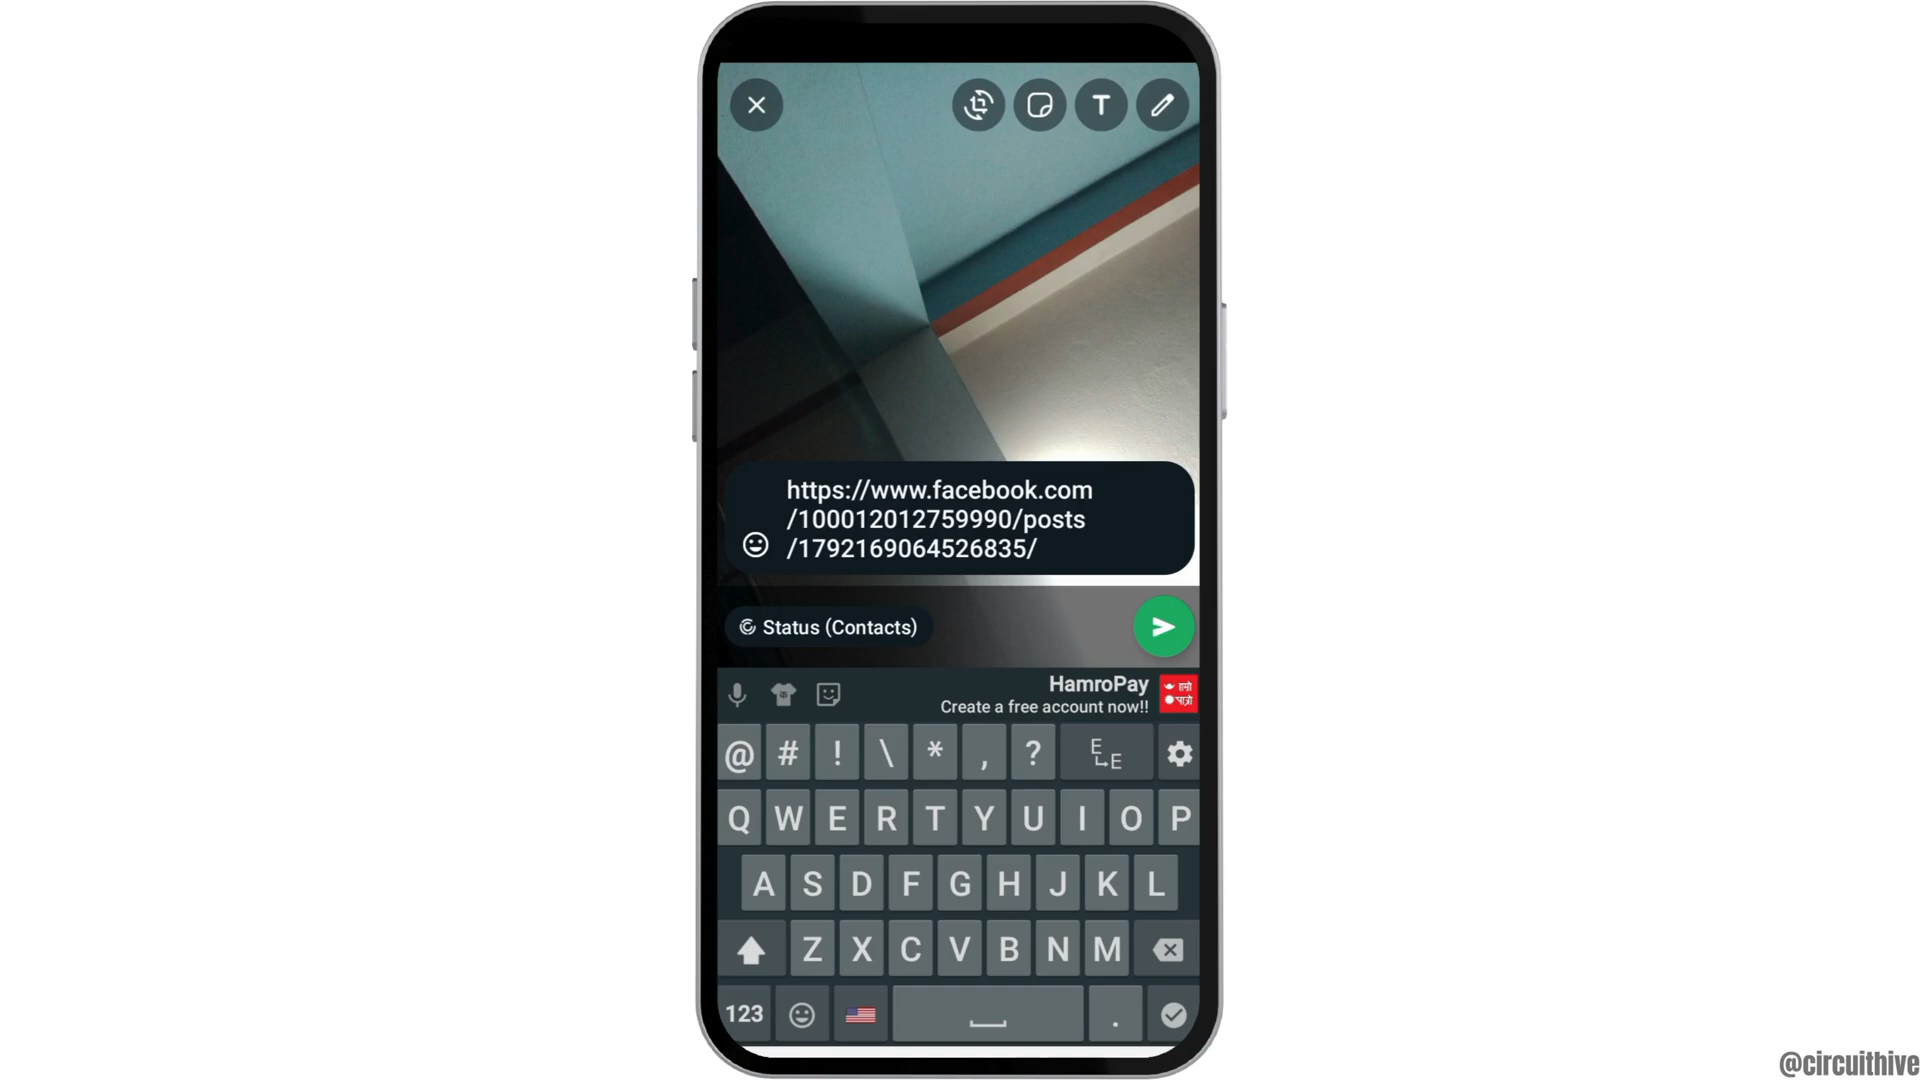 T
https://www.facebook.com
/100012012759990/posts
/1792169064526835/
Status (Contacts)
HamroPay
Create a free account now!!
हाम्रो
पात्रो
@ # ! \ * , ? E E
Q W E R T Y U I O P
A S D F G H J K L
Z X C V B N M
123 .
@circuithive